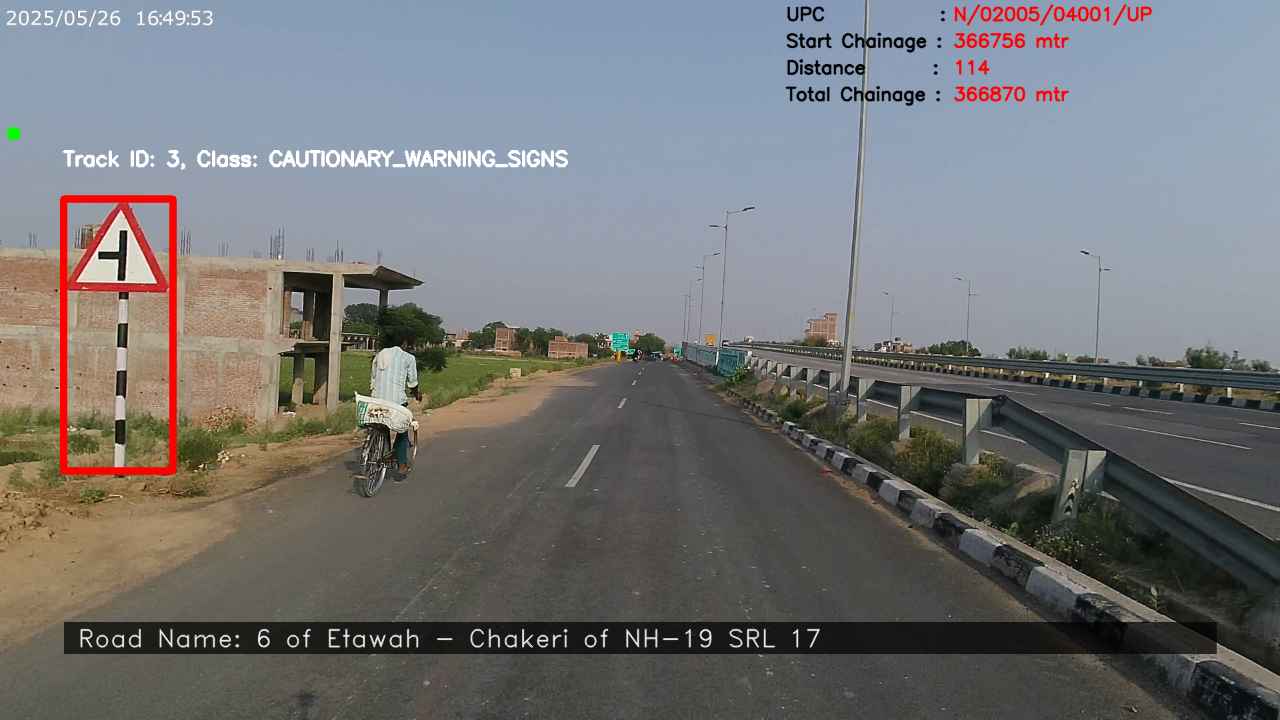 2025/05/26 16:49:53
UPC : N/02005/04001/UP
Start Chainage : 366756 mtr
Distance : 114
Total Chainage : 366870 mtr
Track ID: 3, Class: CAUTIONARY_WARNING_SIGNS
Road Name: 6 of Etawah - Chakeri of NH-19 SRL 17